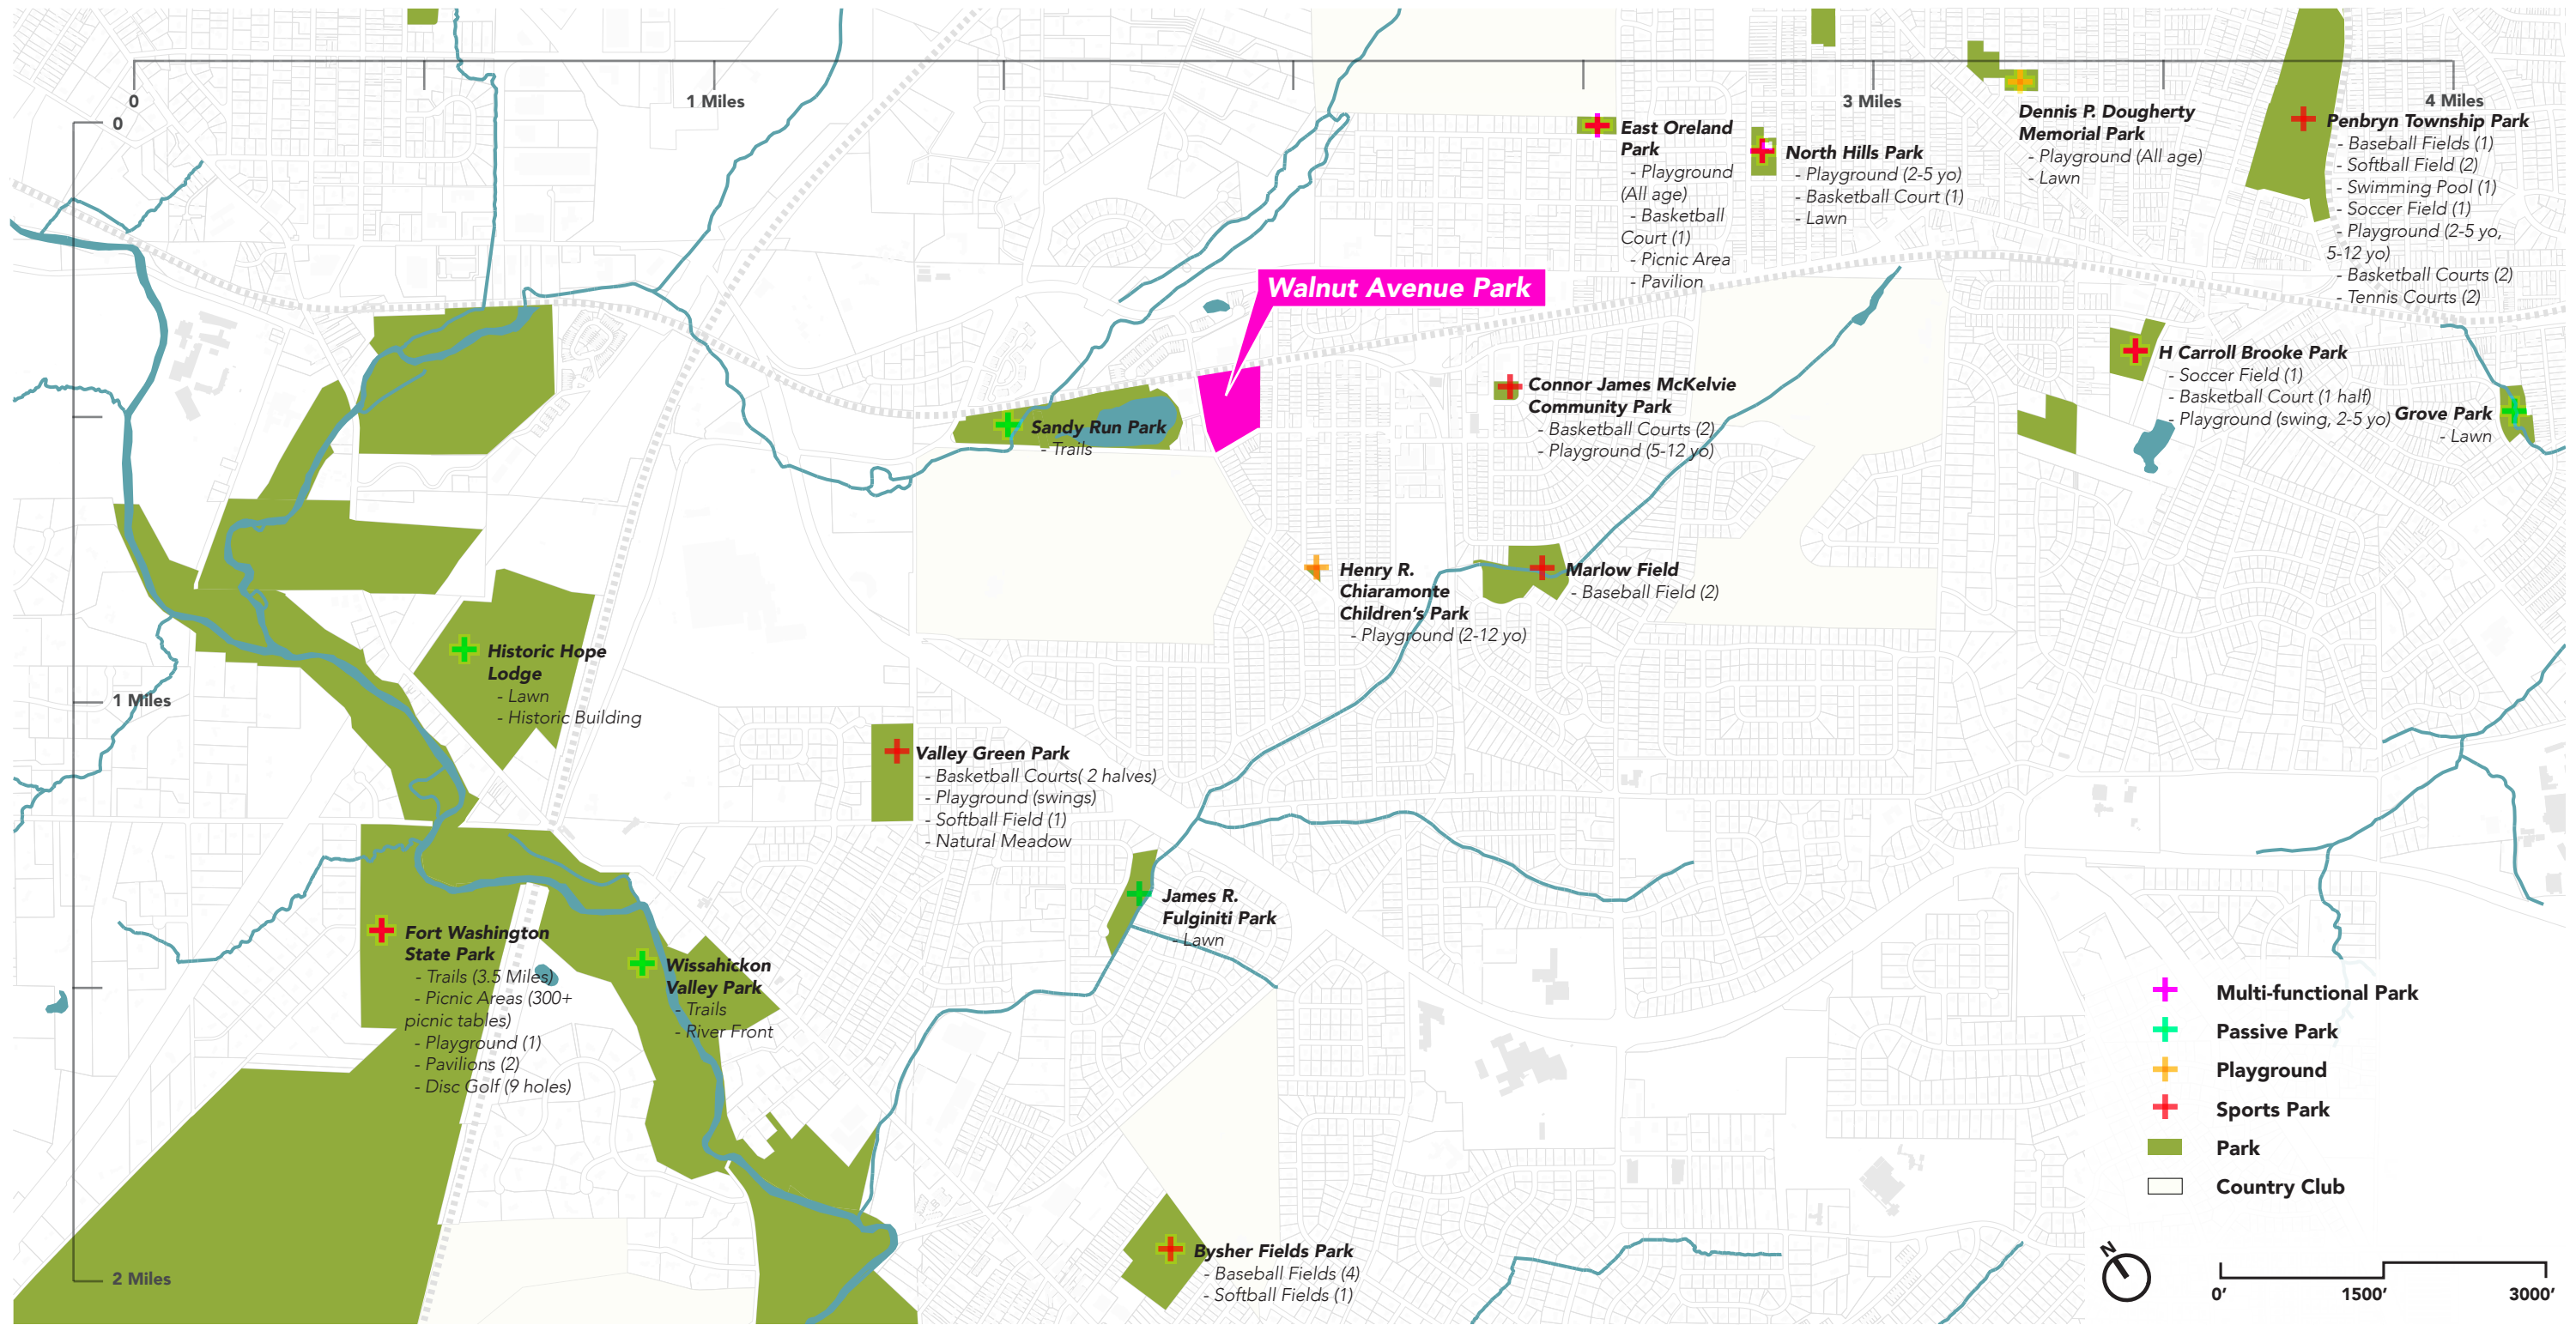 0
1 Miles
3 Miles
4 Miles
0
1 Miles
2 Miles
East Oreland
Park
- Playground
(All age)
- Basketball
Court (1)
- Picnic Area
- Pavilion
North Hills Park
- Playground (2-5 yo)
- Basketball Court (1)
- Lawn
Dennis P. Dougherty
Memorial Park
- Playground (All age)
- Lawn
Penbryn Township Park
- Baseball Fields (1)
- Softball Field (2)
- Swimming Pool (1)
- Soccer Field (1)
- Playground (2-5 yo,
5-12 yo)
- Basketball Courts (2)
- Tennis Courts (2)
Walnut Avenue Park
Sandy Run Park
- Trails
Connor James McKelvie
Community Park
- Basketball Courts (2)
- Playground (5-12 yo)
H Carroll Brooke Park
- Soccer Field (1)
- Basketball Court (1 half)
- Playground (swing, 2-5 yo)
Grove Park
- Lawn
Henry R.
Chiaramonte
Children's Park
- Playground (2-12 yo)
Marlow Field
- Baseball Field (2)
Historic Hope
Lodge
- Lawn
- Historic Building
Valley Green Park
- Basketball Courts( 2 halves)
- Playground (swings)
- Softball Field (1)
- Natural Meadow
James R.
Fulginiti Park
- Lawn
Fort Washington
State Park
- Trails (3.5 Miles)
- Picnic Areas (300+
picnic tables)
- Playground (1)
- Pavilions (2)
- Disc Golf (9 holes)
Wissahickon
Valley Park
- Trails
- River Front
Bysher Fields Park
- Baseball Fields (4)
- Softball Fields (1)
Multi-functional Park
Passive Park
Playground
Sports Park
Park
Country Club
N
0'
1500'
3000'